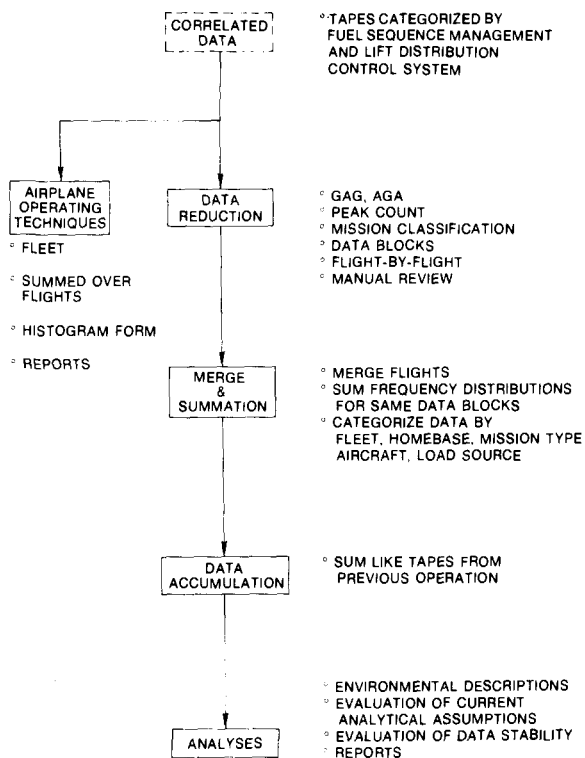 CORRELATED
DATA
° TAPES CATEGORIZED BY
FUEL SEQUENCE MANAGEMENT
AND LIFT DISTRIBUTION
CONTROL SYSTEM
AIRPLANE
OPERATING
TECHNIQUES
° FLEET
° SUMMED OVER
FLIGHTS
° HISTOGRAM FORM
° REPORTS
DATA
REDUCTION
° GAG, AGA
° PEAK COUNT
° MISSION CLASSIFICATION
° DATA BLOCKS
° FLIGHT-BY-FLIGHT
° MANUAL REVIEW
MERGE
&
SUMMATION
° MERGE FLIGHTS
° SUM FREQUENCY DISTRIBUTIONS
FOR SAME DATA BLOCKS
° CATEGORIZE DATA BY
FLEET, HOMEBASE, MISSION TYPE
AIRCRAFT, LOAD SOURCE
DATA
ACCUMULATION
° SUM LIKE TAPES FROM
PREVIOUS OPERATION
ANALYSES
° ENVIRONMENTAL DESCRIPTIONS
° EVALUATION OF CURRENT
ANALYTICAL ASSUMPTIONS
° EVALUATION OF DATA STABILITY
° REPORTS